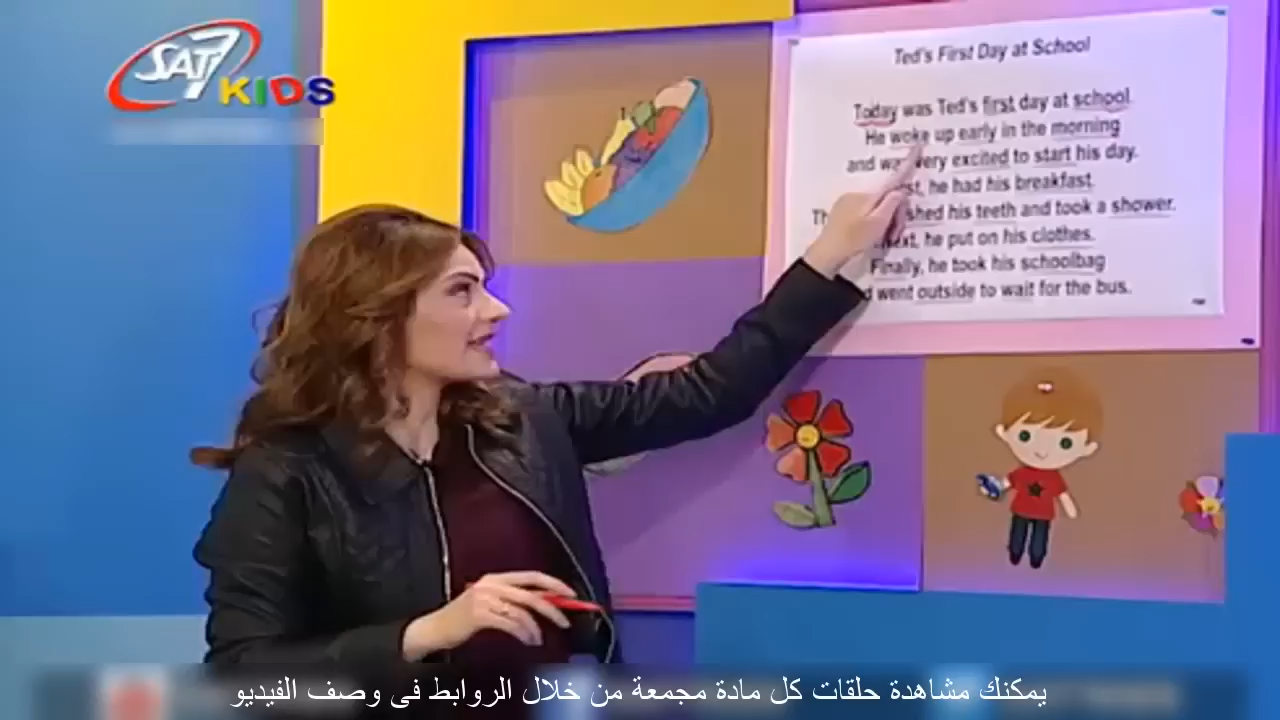 SAT7
KIDS
Ted's First Day at School
Today was Ted's first day at school.
He woke up early in the morning
and very excited to start his day.
he had his breakfast.
his teeth and took a shower.
he put on his clothes.
Finally, he took his schoolbag
went outside to wait for the bus.
يمكنك مشاهدة حلقات كل مادة مجمعة من خلال الروابط فى وصف الفيديو